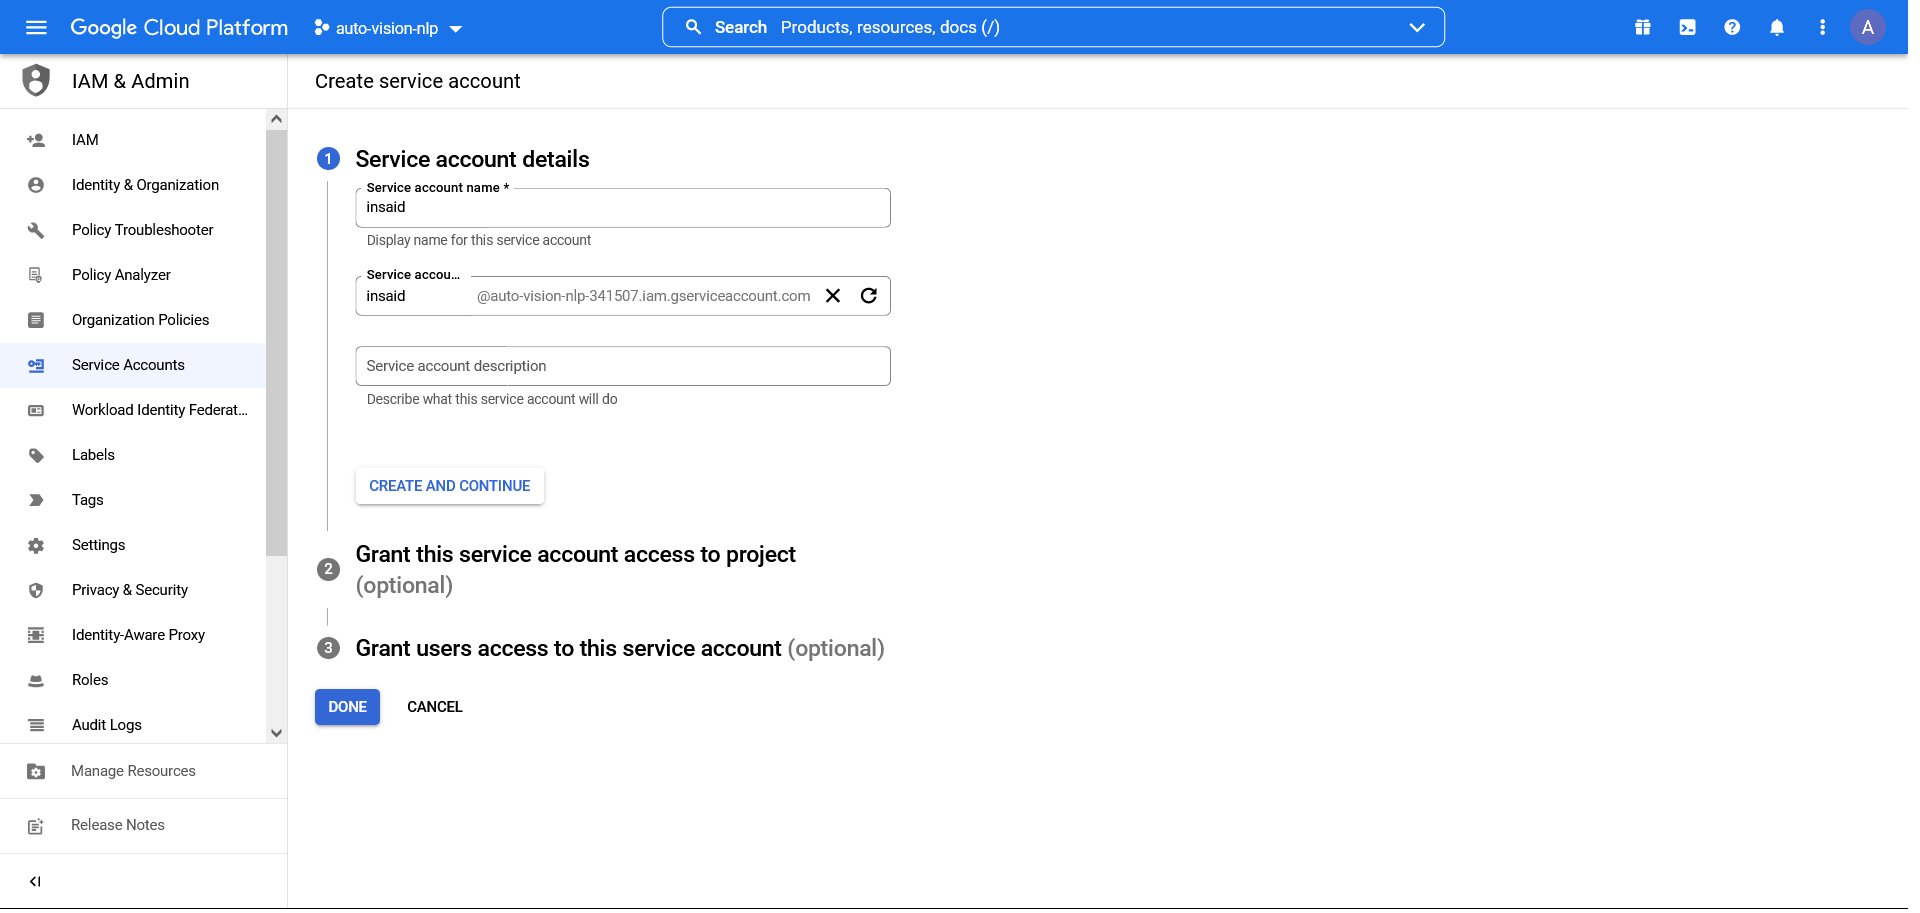 Google Cloud Platform
auto-vision-nlp
Search Products, resources, docs (/)
A
IAM & Admin
IAM
Identity & Organization
Policy Troubleshooter
Policy Analyzer
Organization Policies
Service Accounts
Workload Identity Federat...
Labels
Tags
Settings
Privacy & Security
Identity-Aware Proxy
Roles
Audit Logs
Manage Resources
Release Notes
Create service account
1 Service account details
Service account name *
insaid
Display name for this service account
Service accou...
insaid @auto-vision-nlp-341507.iam.gserviceaccount.com
Service account description
Describe what this service account will do
CREATE AND CONTINUE
2 Grant this service account access to project
(optional)
3 Grant users access to this service account (optional)
DONE CANCEL